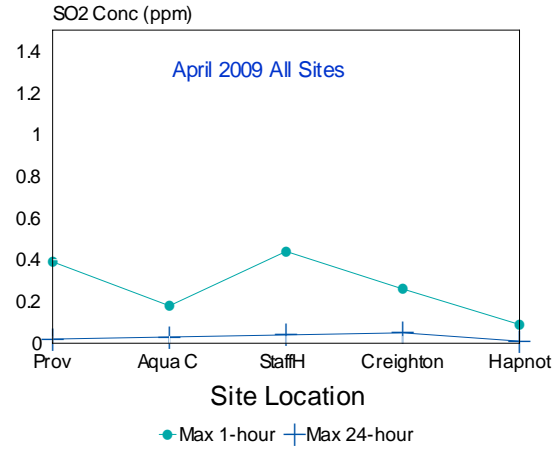 SO2 Conc (ppm)
April 2009 All Sites
1.4
1.2
1
0.8
0.6
0.4
0.2
0
Prov Aqua C StaffH Creighton Hapnot
Site Location
Max 1-hour Max 24-hour